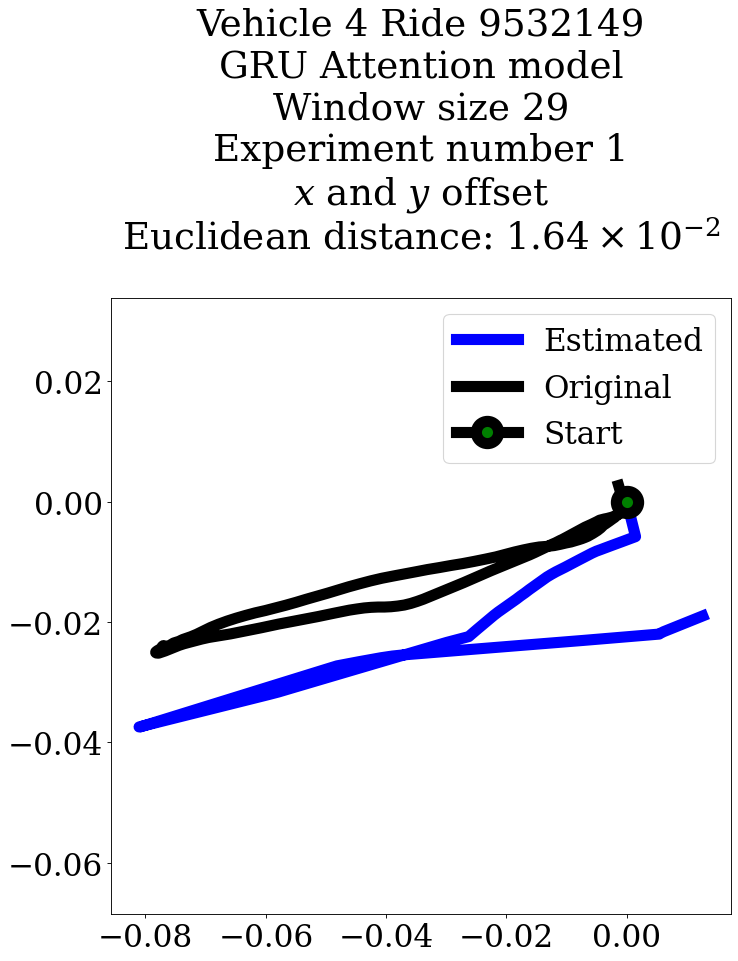 Vehicle 4 Ride 9532149
GRU Attention model
Window size 29
Experiment number 1
x and y offset
Euclidean distance: 1.64 × 10⁻²
Estimated
Original
Start
0.02
0.00
−0.02
−0.04
−0.06
−0.08 −0.06 −0.04 −0.02 0.00